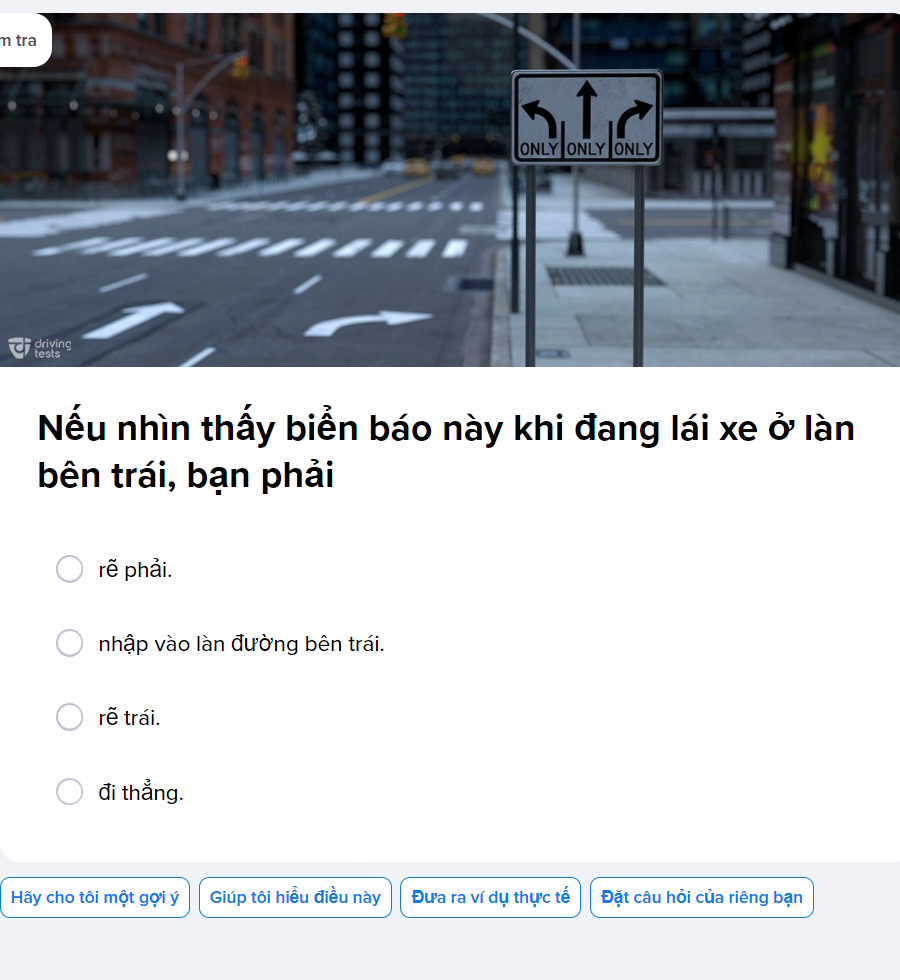 m tra
ONLY ONLY ONLY
driving
tests
Nếu nhìn thấy biển báo này khi đang lái xe ở làn
bên trái, bạn phải
rẽ phải.
nhập vào làn đường bên trái.
rẽ trái.
đi thẳng.
Hãy cho tôi một gợi ý
Giúp tôi hiểu điều này
Đưa ra ví dụ thực tế
Đặt câu hỏi của riêng bạn